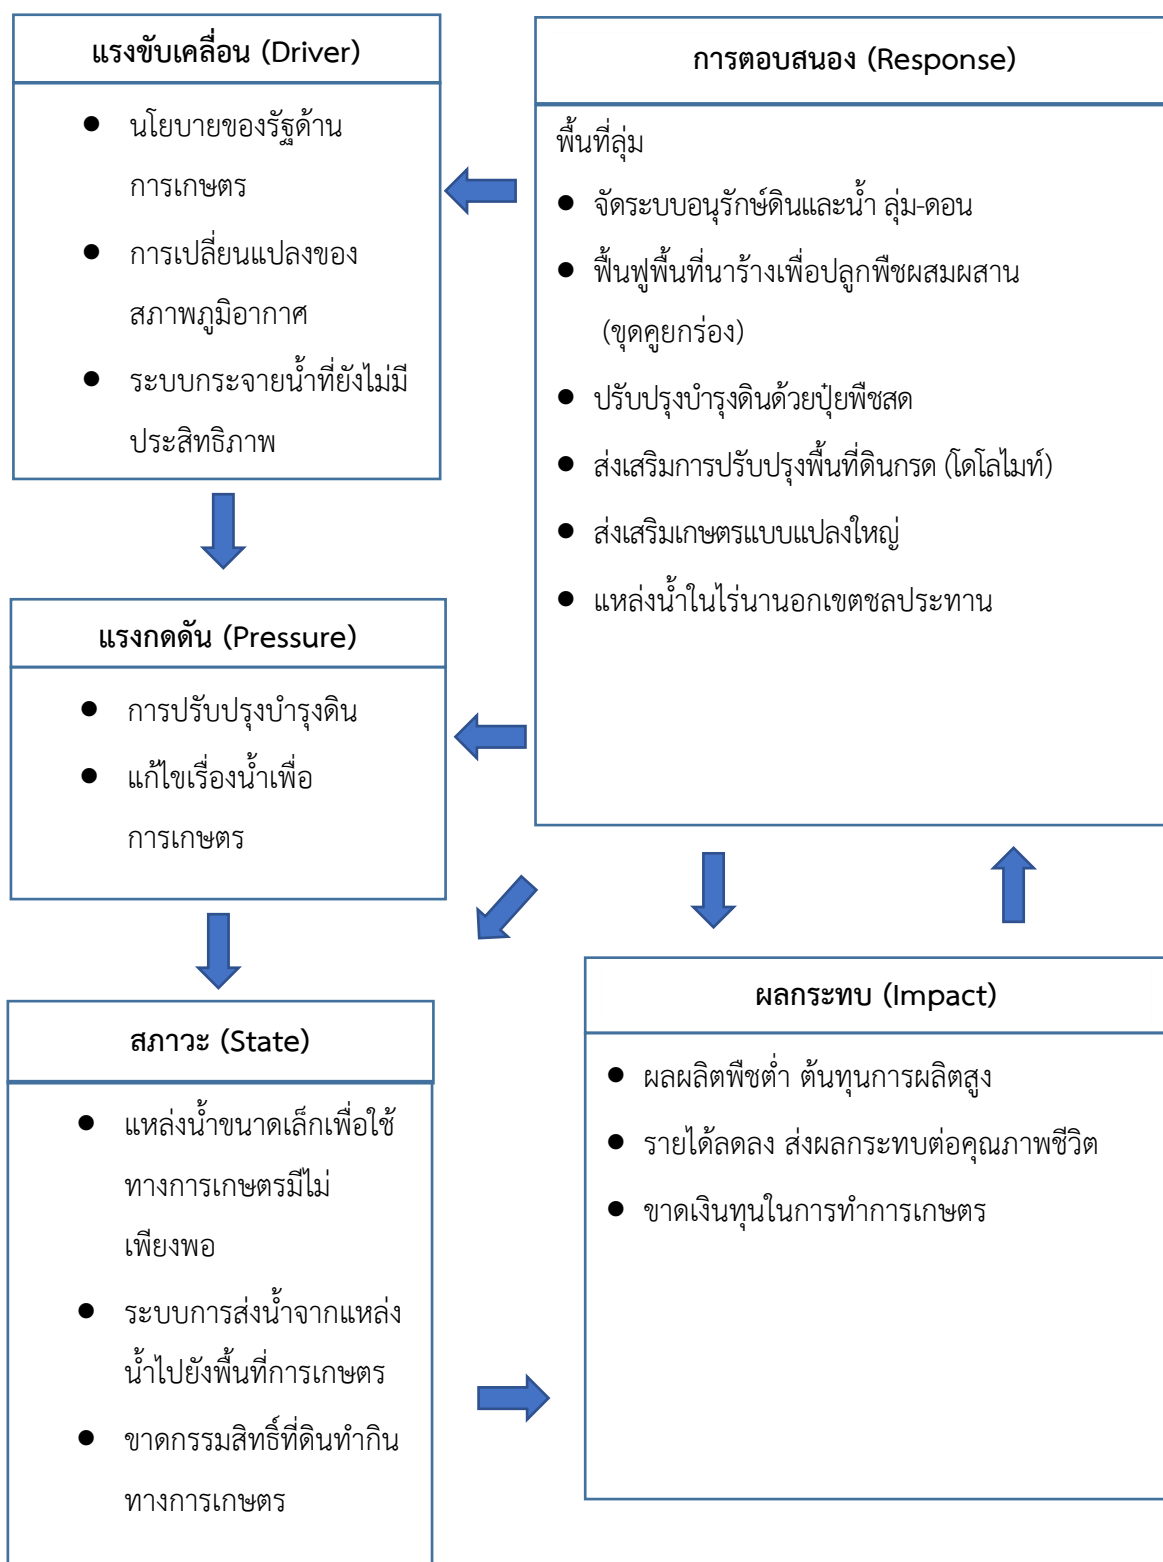 แรงขับเคลื่อน (Driver)
● นโยบายของรัฐด้าน
การเกษตร
● การเปลี่ยนแปลงของ
สภาพภูมิอากาศ
● ระบบกระจายน้ำที่ยังไม่มี
ประสิทธิภาพ
การตอบสนอง (Response)
พื้นที่ลุ่ม
● จัดระบบอนุรักษ์ดินและน้ำ ลุ่ม-ดอน
● ฟื้นฟูพื้นที่นาร้างเพื่อปลูกพืชผสมผสาน
(ขุดคูยกร่อง)
● ปรับปรุงบำรุงดินด้วยปุ๋ยพืชสด
● ส่งเสริมการปรับปรุงพื้นที่ดินกรด (โดโลไมท์)
● ส่งเสริมเกษตรแบบแปลงใหญ่
● แหล่งน้ำในไร่นานอกเขตชลประทาน
แรงกดดัน (Pressure)
● การปรับปรุงบำรุงดิน
● แก้ไขเรื่องน้ำเพื่อ
การเกษตร
สภาวะ (State)
● แหล่งน้ำขนาดเล็กเพื่อใช้
ทางการเกษตรมีไม่
เพียงพอ
● ระบบการส่งน้ำจากแหล่ง
น้ำไปยังพื้นที่การเกษตร
● ขาดกรรมสิทธิ์ที่ดินทำกิน
ทางการเกษตร
ผลกระทบ (Impact)
● ผลผลิตพืชต่ำ ต้นทุนการผลิตสูง
● รายได้ลดลง ส่งผลกระทบต่อคุณภาพชีวิต
● ขาดเงินทุนในการทำการเกษตร